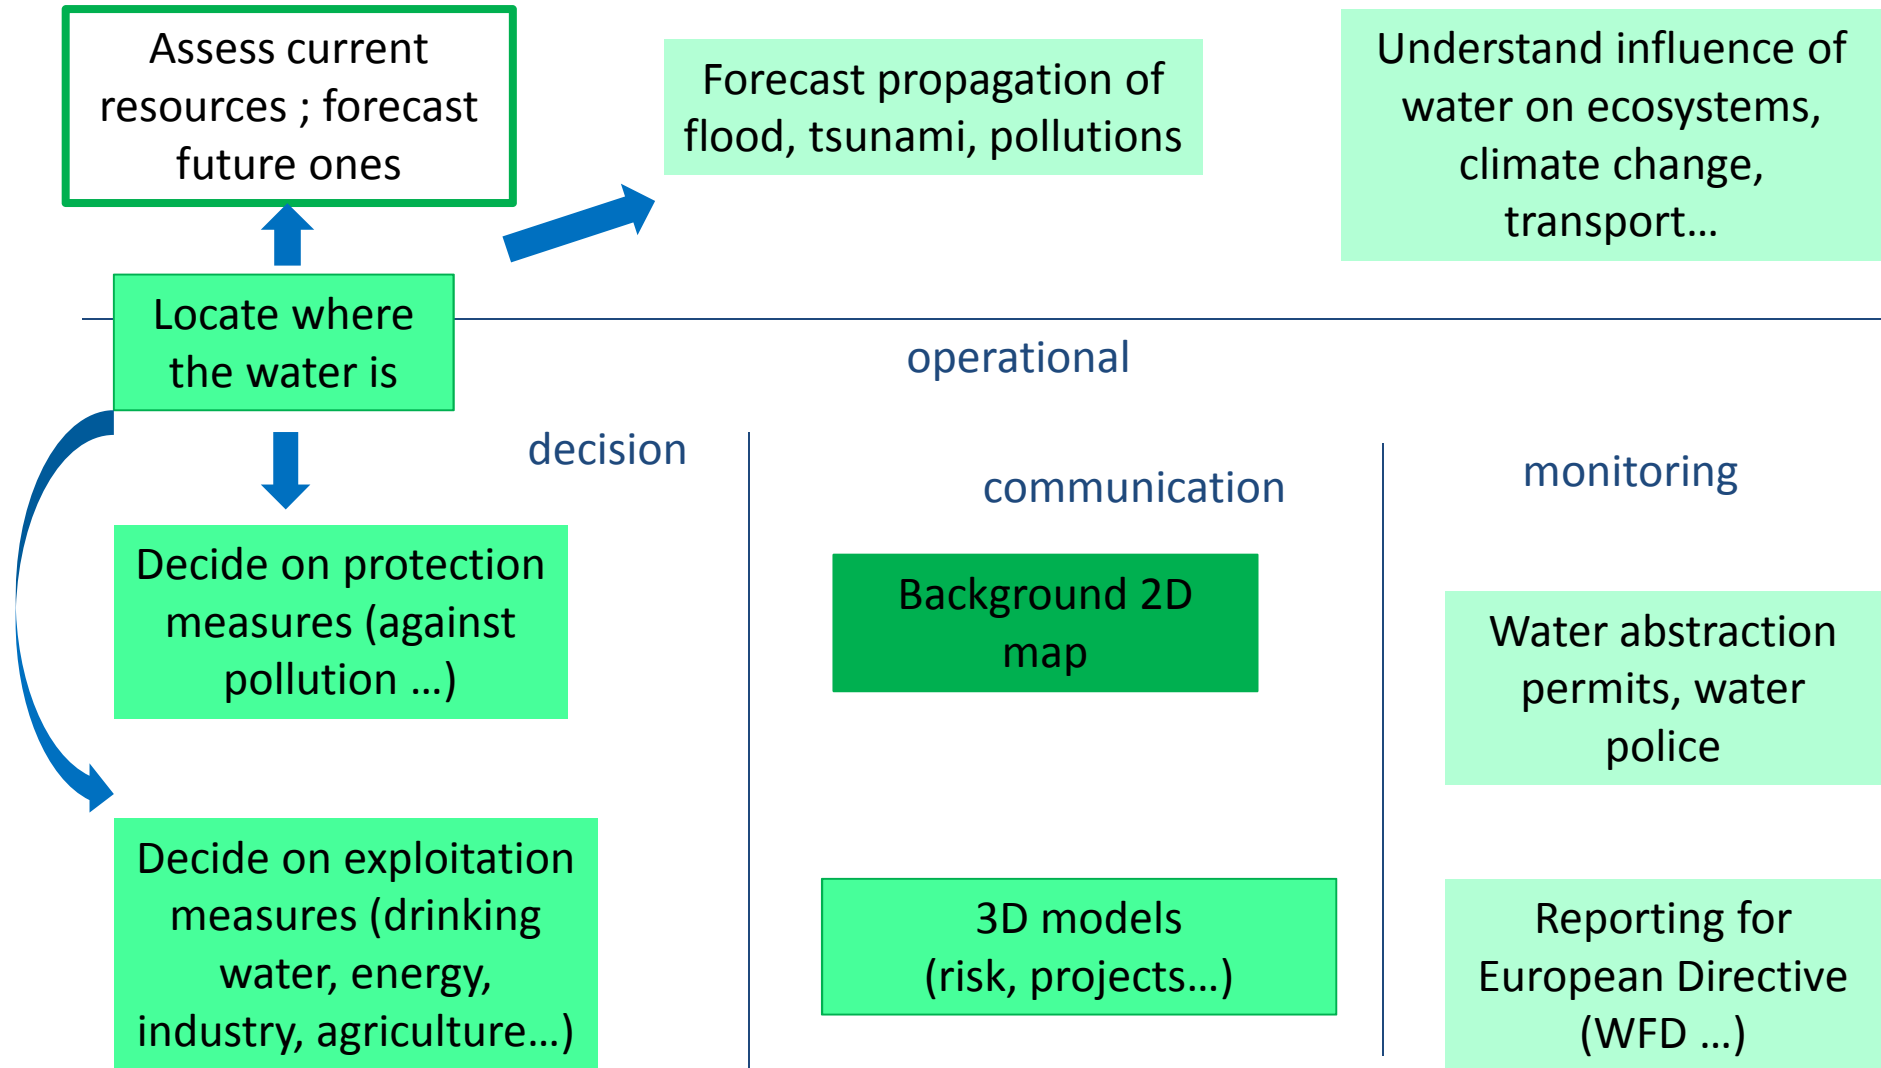 Assess current
resources ; forecast
future ones
Forecast propagation of
flood, tsunami, pollutions
Understand influence of
water on ecosystems,
climate change,
transport…
Locate where
the water is
operational
decision
communication
monitoring
Decide on protection
measures (against
pollution …)
Background 2D
map
Water abstraction
permits, water
police
Decide on exploitation
measures (drinking
water, energy,
industry, agriculture…)
3D models
(risk, projects…)
Reporting for
European Directive
(WFD …)